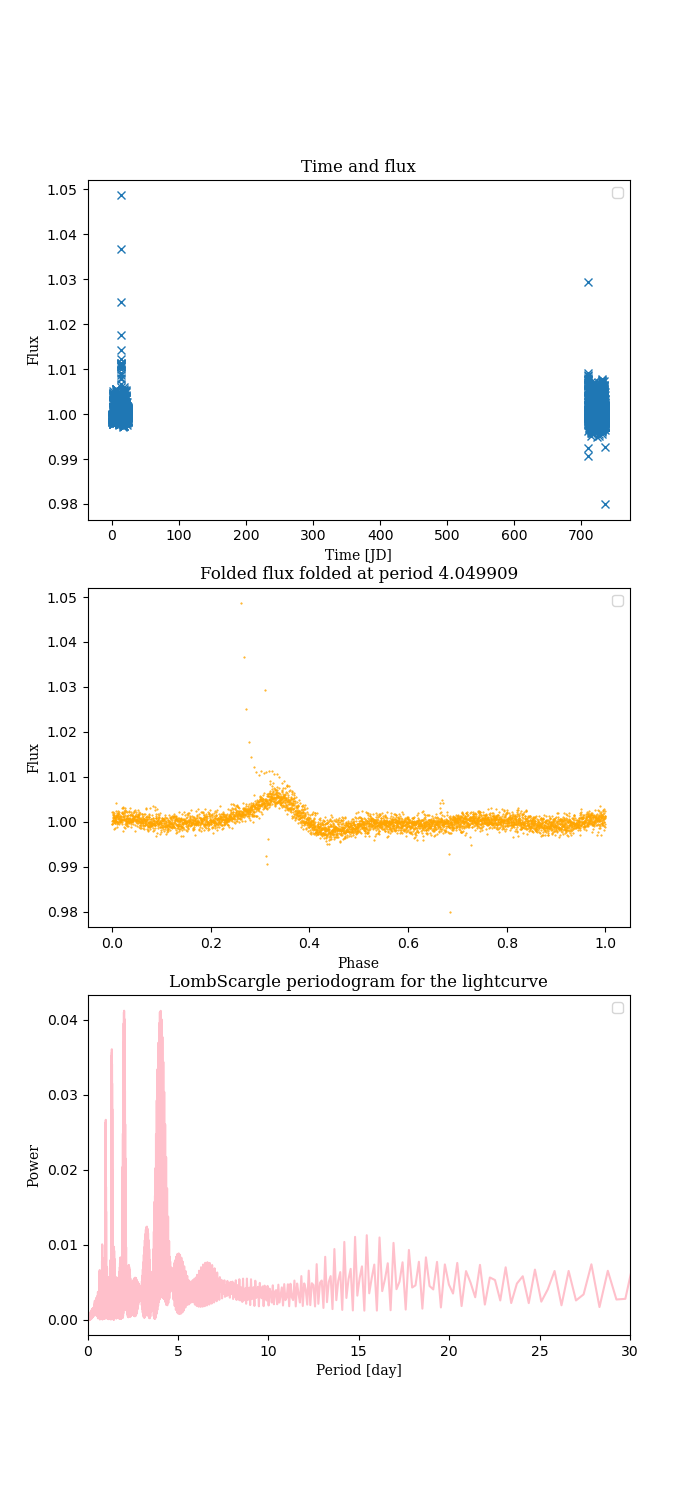 Time and flux
1.05
1.04
1.03
1.02
1.01
1.00
0.99
0.98
Flux
0 100 200 300 400 500 600 700
Time [JD]
Folded flux folded at period 4.049909
1.05
1.04
1.03
1.02
1.01
1.00
0.99
0.98
Flux
0.0 0.2 0.4 0.6 0.8 1.0
Phase
LombScargle periodogram for the lightcurve
0.04
0.03
0.02
0.01
0.00
Power
0 5 10 15 20 25 30
Period [day]